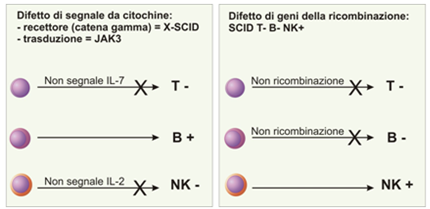 Difetto di segnale da citochine:
- recettore (catena gamma) = X-SCID
- trasduzione = JAK3
Non segnale IL-7
X
T -
B +
Non segnale IL-2
X
NK -
Difetto di geni della ricombinazione:
SCID T- B- NK+
Non ricombinazione
X
T -
Non ricombinazione
X
B -
NK +